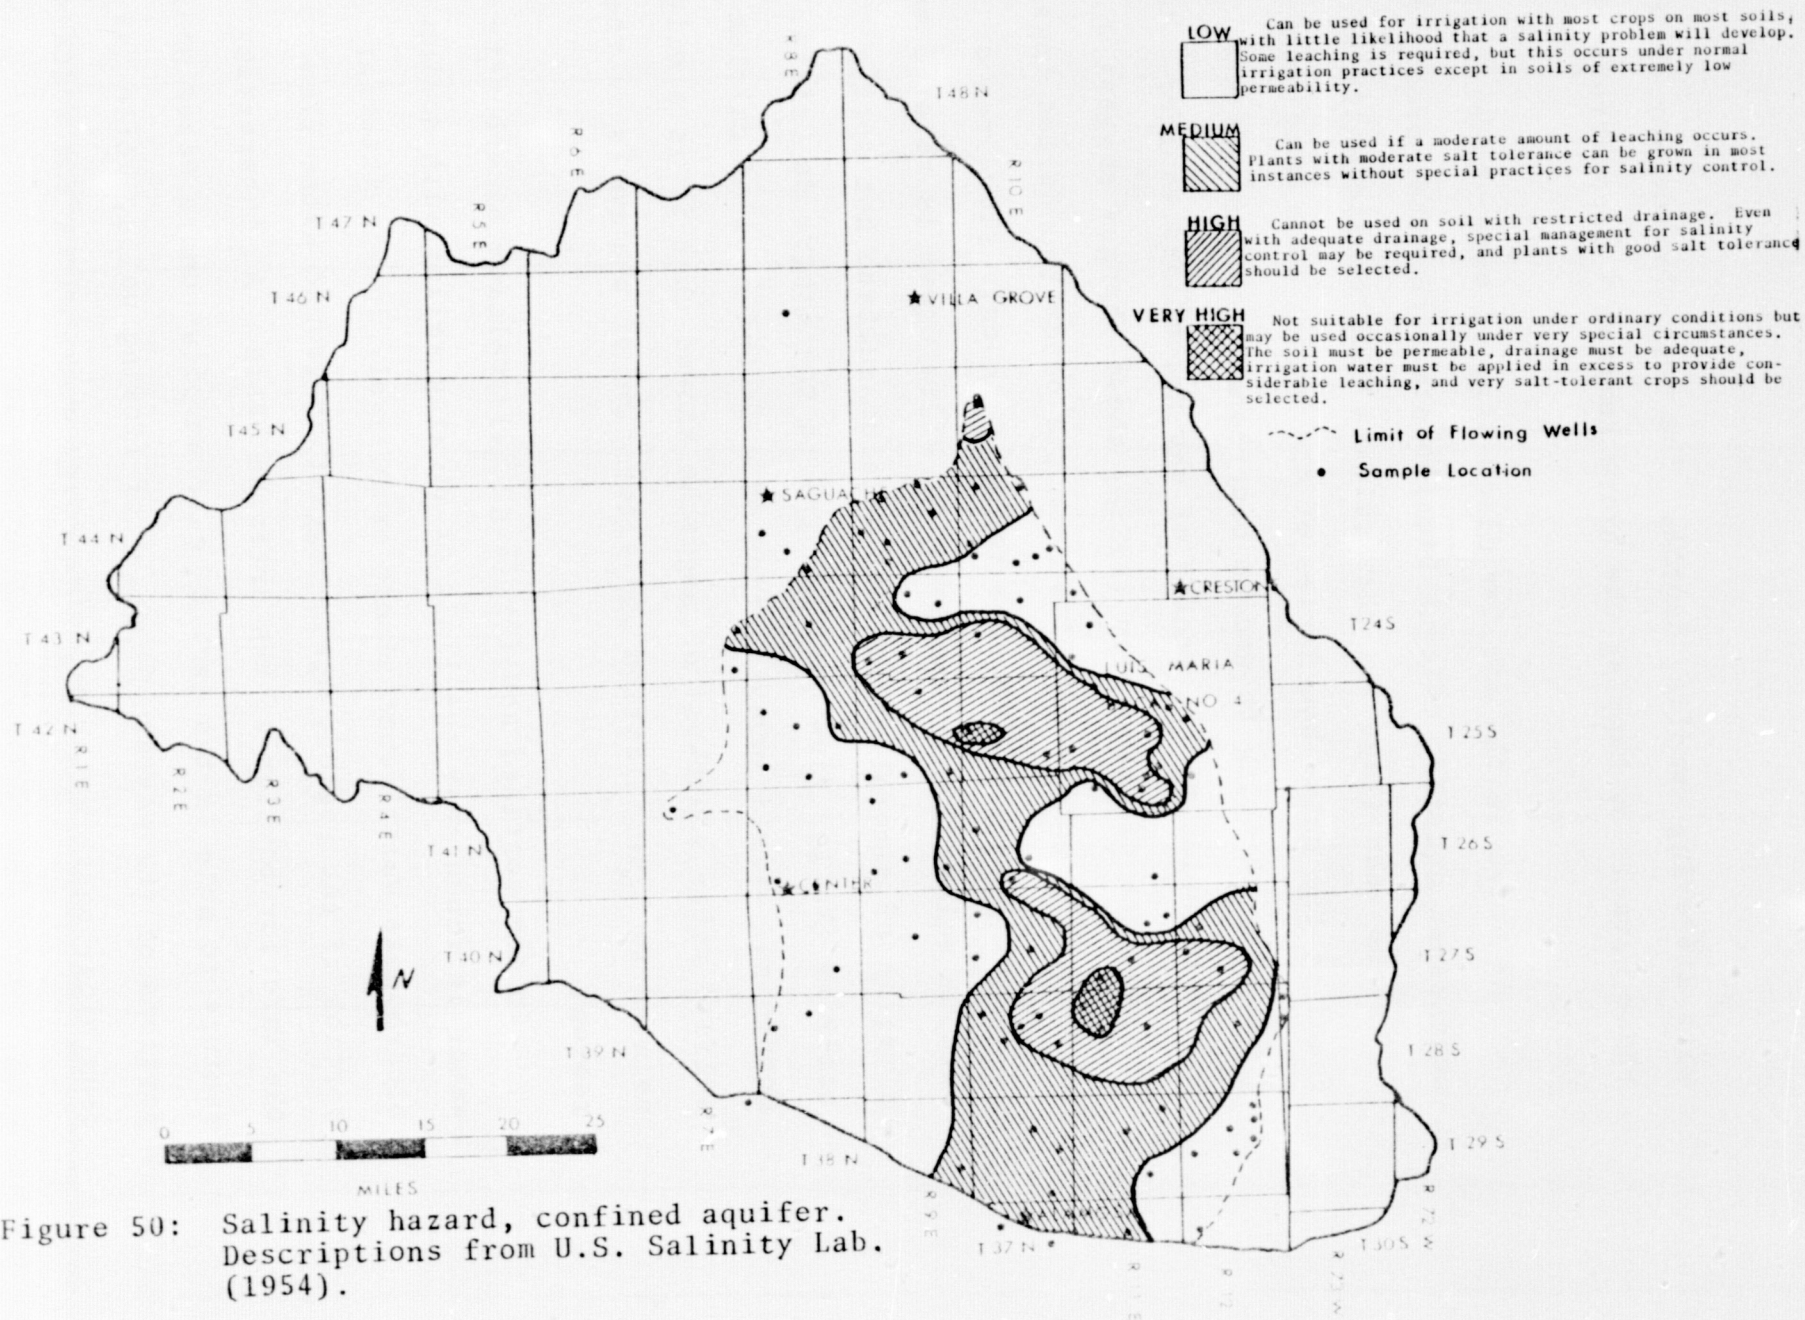 LOW
Can be used for irrigation with most crops on most soils,
with little likelihood that a salinity problem will develop.
Some leaching is required, but this occurs under normal
irrigation practices except in soils of extremely low
permeability.
MEDIUM
Can be used if a moderate amount of leaching occurs.
Plants with moderate salt tolerance can be grown in most
instances without special practices for salinity control.
HIGH
Cannot be used on soil with restricted drainage. Even
with adequate drainage, special management for salinity
control may be required, and plants with good salt tolerance
should be selected.
VERY HIGH
Not suitable for irrigation under ordinary conditions but
may be used occasionally under very special circumstances.
The soil must be permeable, drainage must be adequate,
irrigation water must be applied in excess to provide con-
siderable leaching, and very salt-tolerant crops should be
selected.
Limit of Flowing Wells
Sample Location
R 8 E
T 48 N
R 6 E
R 10 E
T 47 N
R 5 E
T 46 N
VILLA GROVE
T 45 N
SAGUACHE
T 44 N
CRESTONE
T 43 N
T 24 S
LUIS MARIA
NO 4
T 42 N
T 25 S
R 1 E
R 2 E
R 3 E
R 4 E
T 41 N
T 26 S
CENTER
T 40 N
T 27 S
N
T 39 N
T 28 S
R 7 E
T 38 N
T 29 S
R 9 E
R 72 W
T 37 N
T 30 S
R 12
0 5 10 15 20 25
MILES
Figure 50: Salinity hazard, confined aquifer.
Descriptions from U.S. Salinity Lab.
(1954).